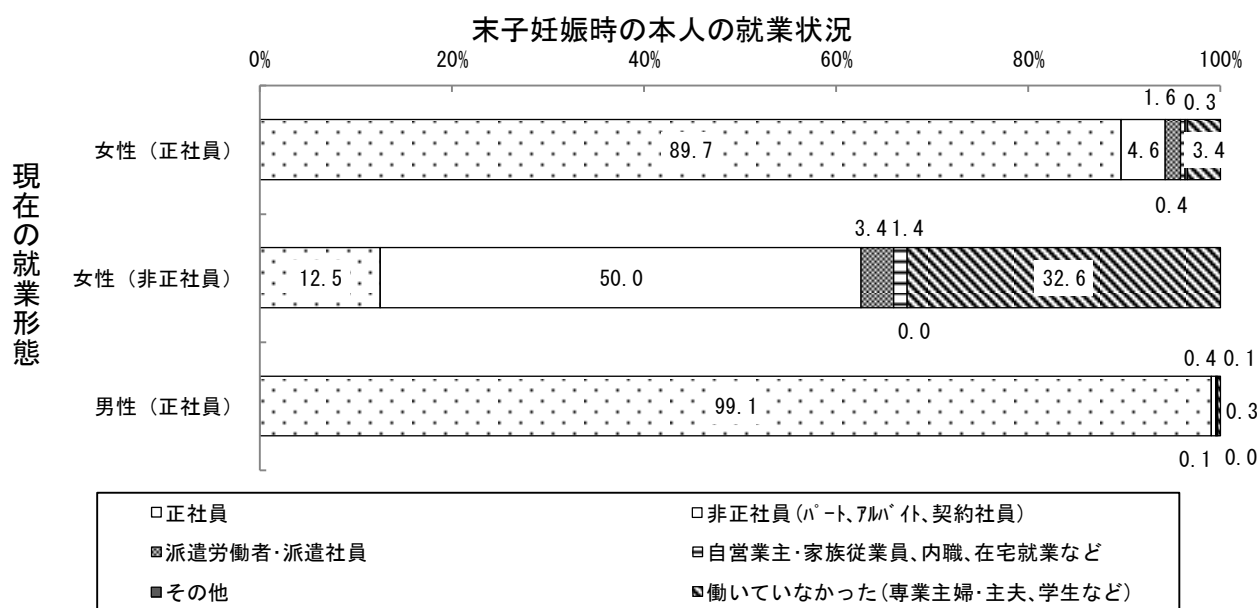 末子妊娠時の本人の就業状況
0% 20% 40% 60% 80% 100%
現在の就業形態
1.6 0.3
女性（正社員） 89.7 4.6 3.4
0.4
3.4 1.4
女性（非正社員） 12.5 50.0 32.6
0.0
0.4 0.1
男性（正社員） 99.1 0.3
0.1 0.0
正社員 非正社員(ﾊﾟｰﾄ、ｱﾙﾊﾞｲﾄ、契約社員)
派遣労働者・派遣社員 自営業主・家族従業員、内職、在宅就業など
その他 働いていなかった(専業主婦・主夫、学生など)